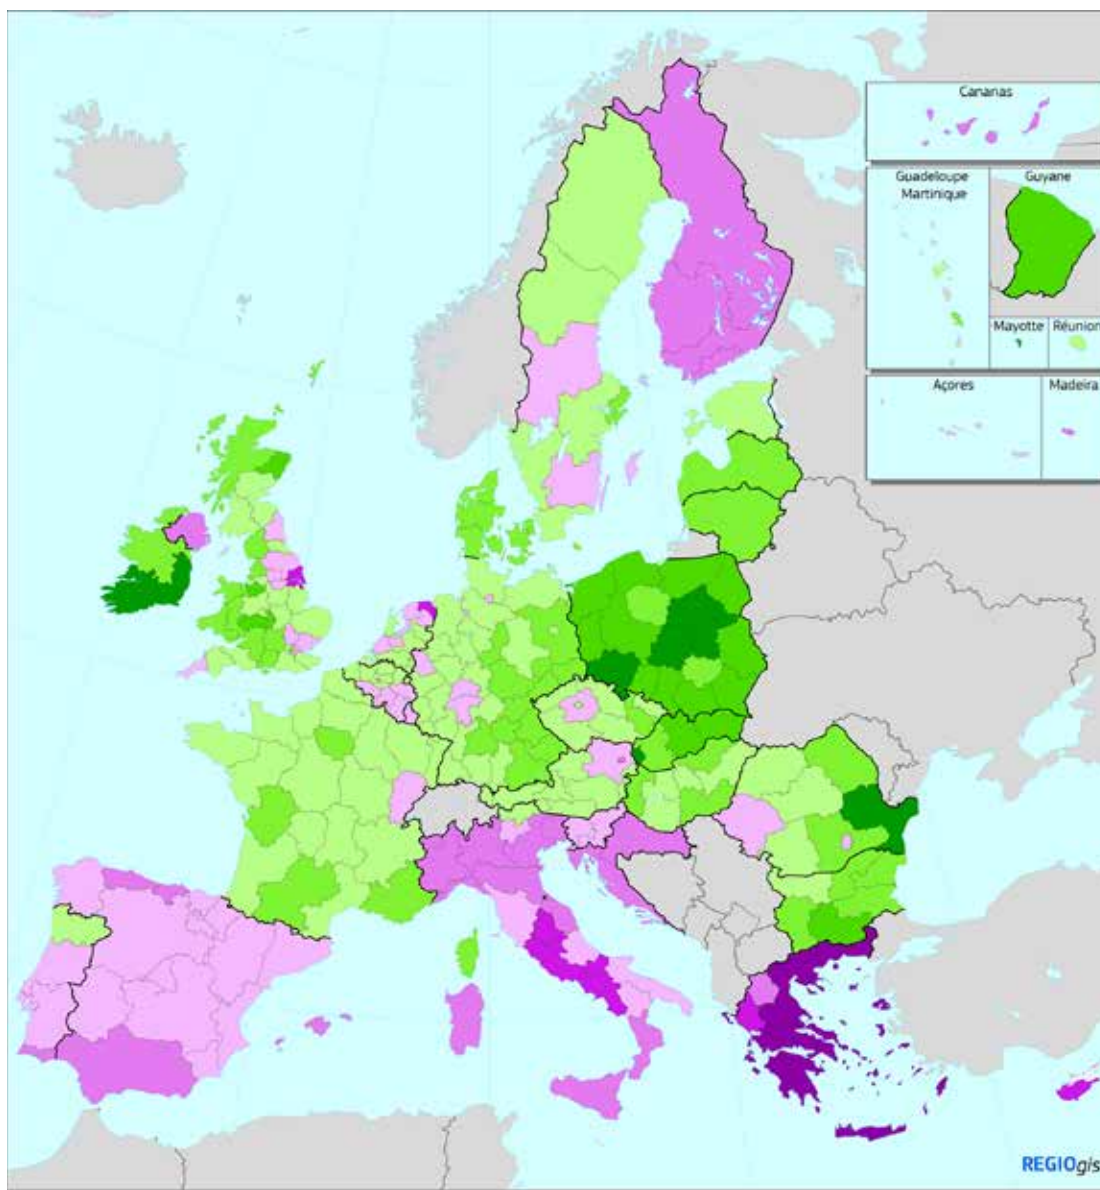 Canarias
Guadeloupe
Martinique
Guyane
Mayotte
Réunion
Açores
Madeira
REGIOgis